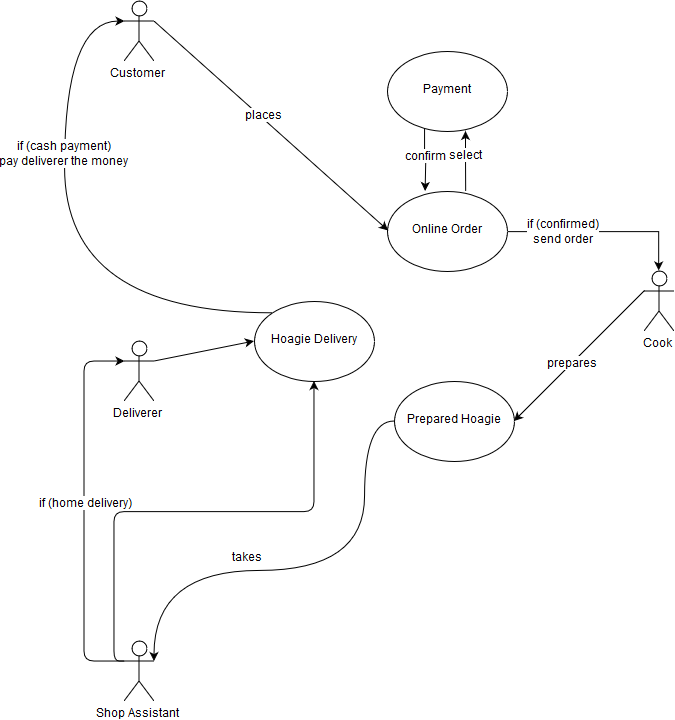 Customer
Payment
places
if (cash payment)
pay deliverer the money
confirm
select
Online Order
if (confirmed)
send order
Hoagie Delivery
Cook
prepares
Deliverer
Prepared Hoagie
if (home delivery)
takes
Shop Assistant